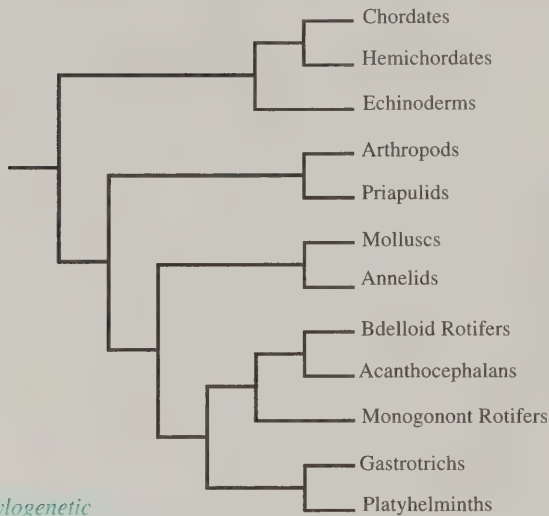 Chordates
Hemichordates
Echinoderms
Arthropods
Priapulids
Molluscs
Annelids
Bdelloid Rotifers
Acanthocephalans
Monogonont Rotifers
Gastrotrichs
Platyhelminths